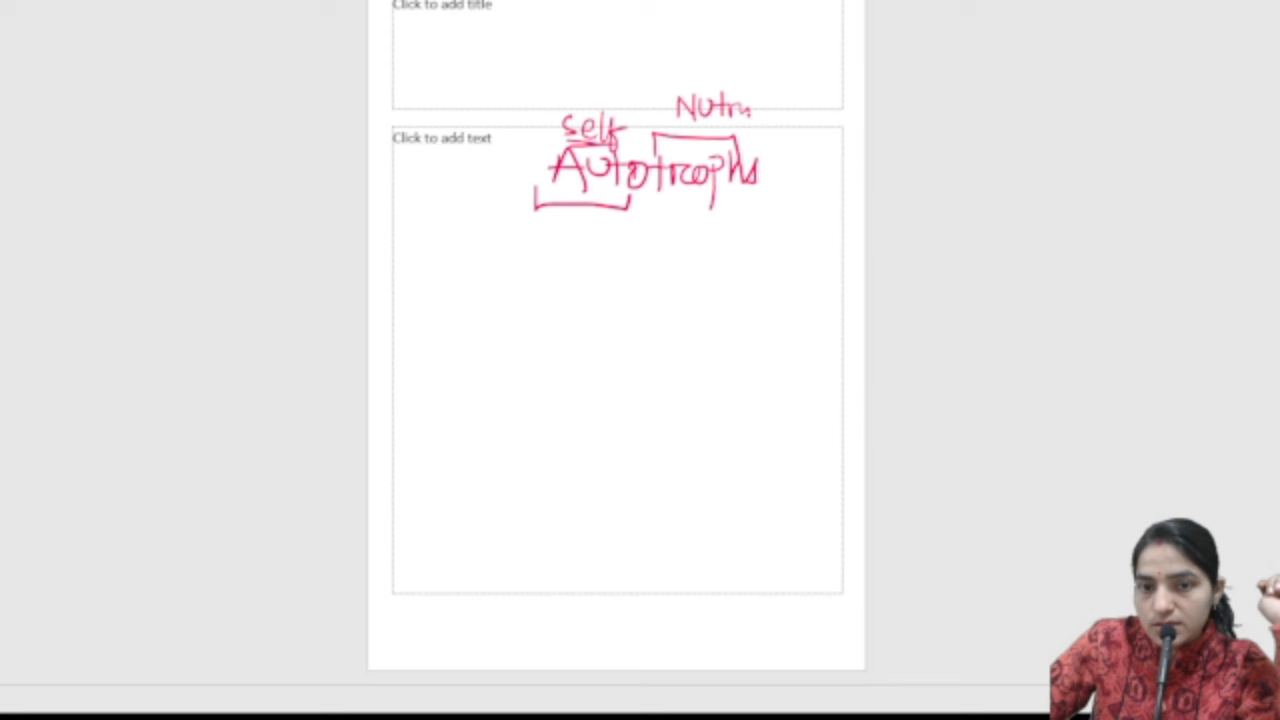 Click to add title
Nutri
Self
Click to add text
Autotrophs